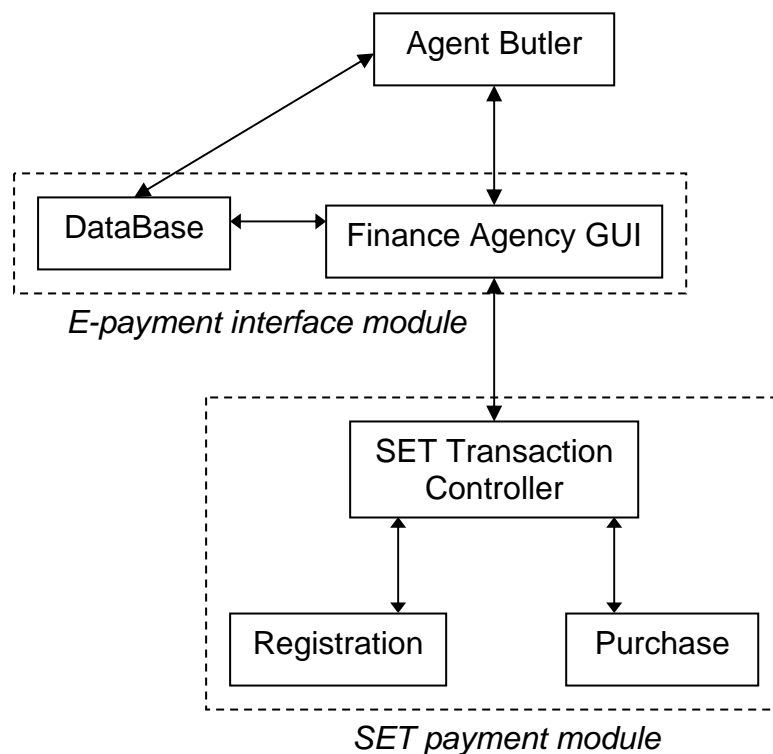 Agent Butler
DataBase
Finance Agency GUI
E-payment interface module
SET Transaction
Controller
Registration
Purchase
SET payment module